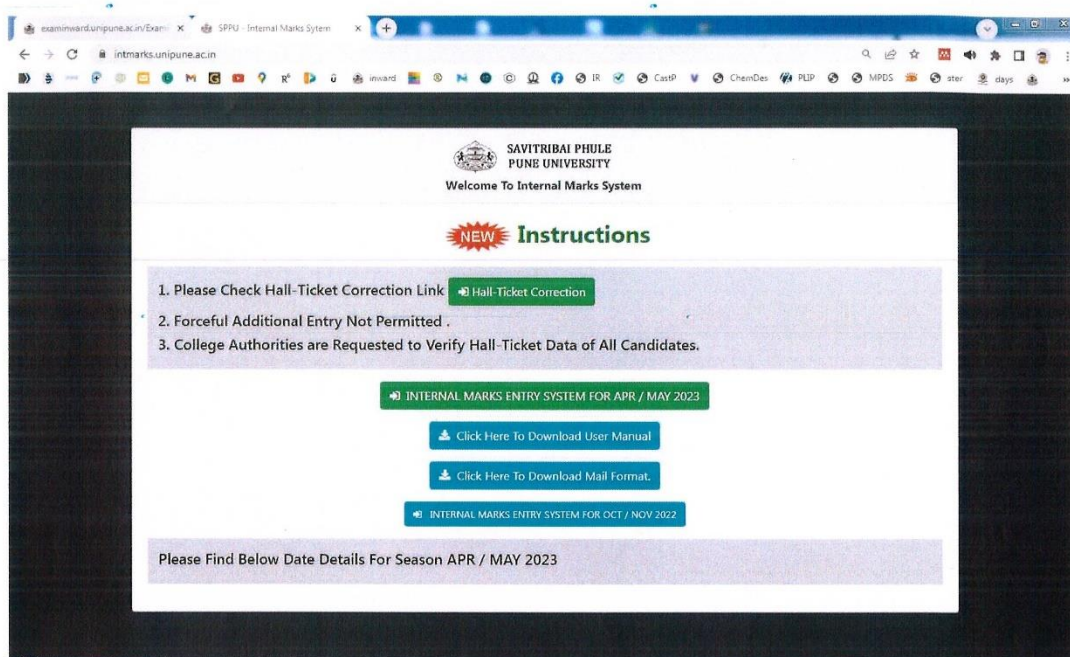 examinward.unipune.ac.in/Exam
SPPU - Internal Marks Sytem
intmarks.unipune.ac.in
inward
IR
CastP
ChemDes
PLIP
MPDS
ater
days
SAVITRIBAI PHULE
PUNE UNIVERSITY
Welcome To Internal Marks System
NEW Instructions
1. Please Check Hall-Ticket Correction Link Hall-Ticket Correction
2. Forceful Additional Entry Not Permitted .
3. College Authorities are Requested to Verify Hall-Ticket Data of All Candidates.
INTERNAL MARKS ENTRY SYSTEM FOR APR / MAY 2023
Click Here To Download User Manual
Click Here To Download Mail Format.
INTERNAL MARKS ENTRY SYSTEM FOR OCT / NOV 2022
Please Find Below Date Details For Season APR / MAY 2023